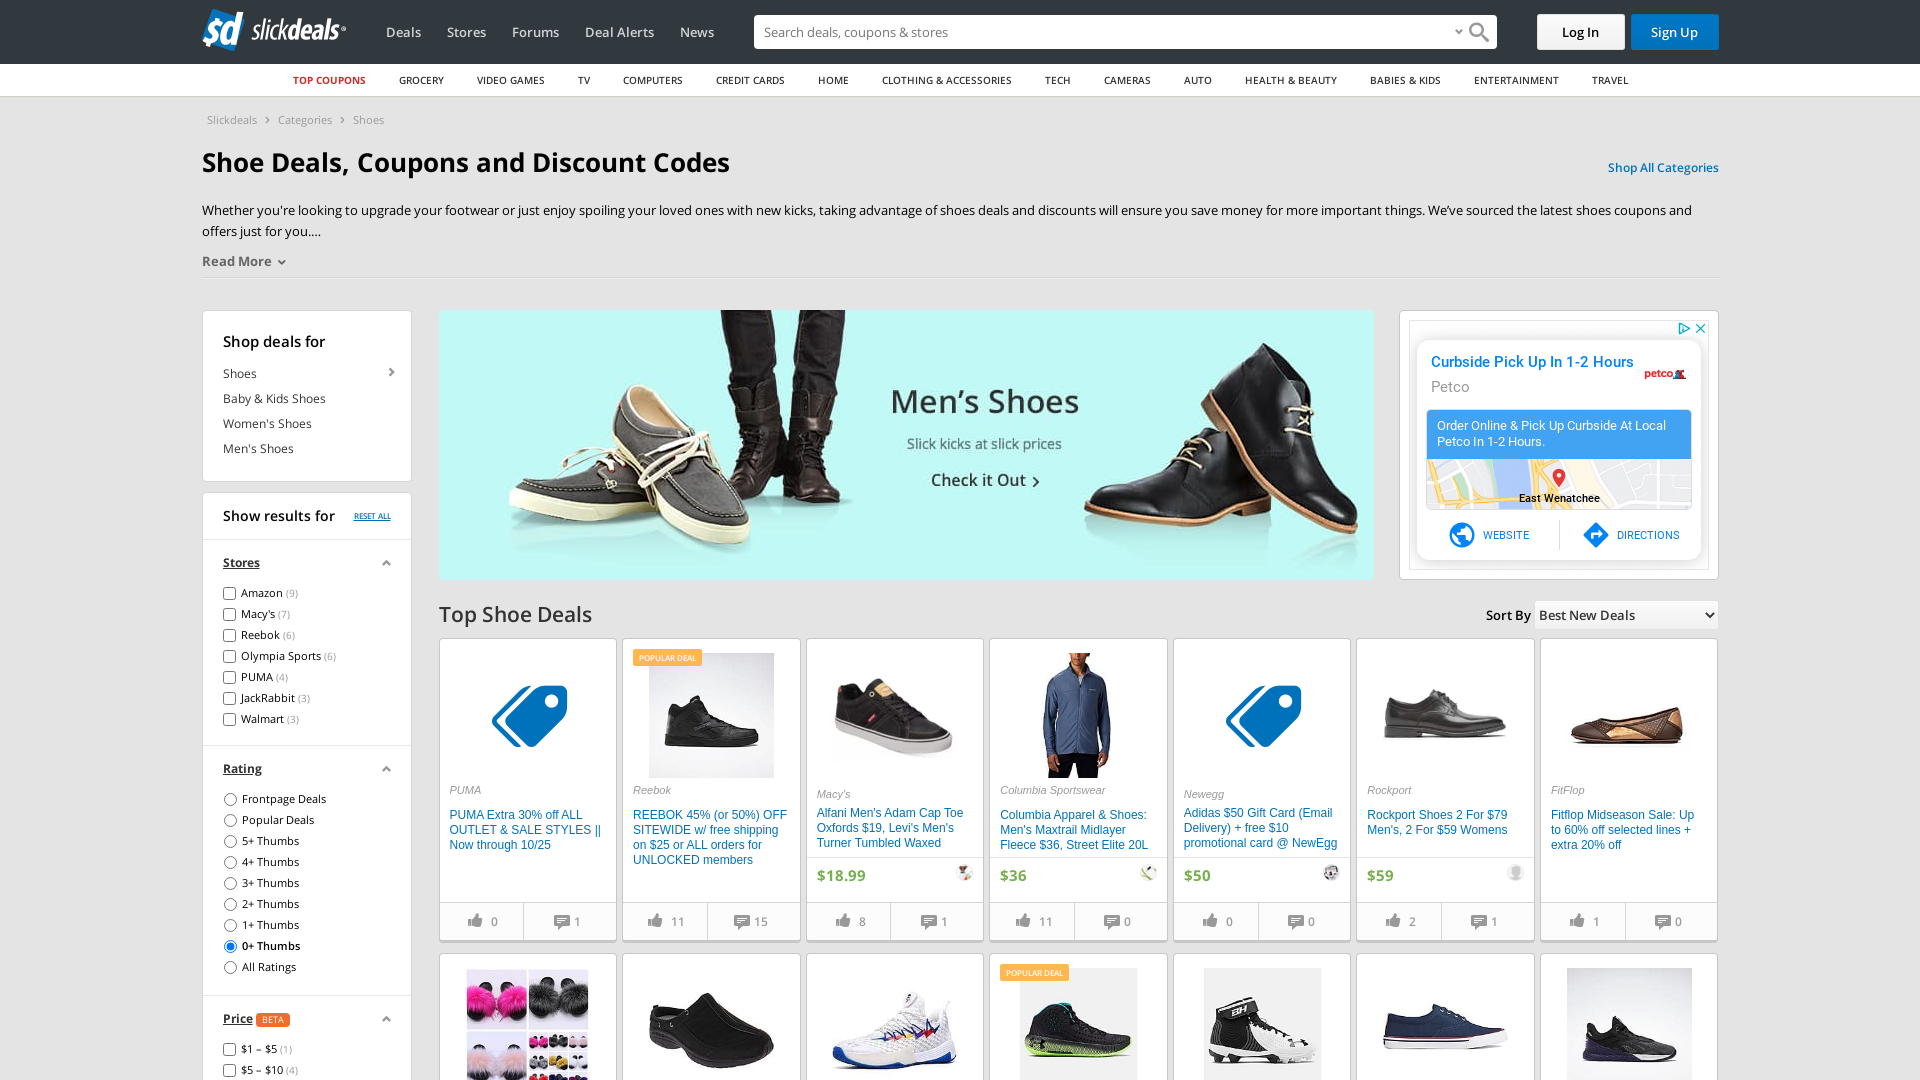 slickdeals
Deals
Stores
Forums
Deal Alerts
News
Search deals, coupons & stores
Log In
Sign Up
TOP COUPONS
GROCERY
VIDEO GAMES
TV
COMPUTERS
CREDIT CARDS
HOME
CLOTHING & ACCESSORIES
TECH
CAMERAS
AUTO
HEALTH & BEAUTY
BABIES & KIDS
ENTERTAINMENT
TRAVEL
Slickdeals
Categories
Shoes
Shoe Deals, Coupons and Discount Codes
Shop All Categories
Whether you're looking to upgrade your footwear or just enjoy spoiling your loved ones with new kicks, taking advantage of shoes deals and discounts will ensure you save money for more important things. We’ve sourced the latest shoes coupons and
offers just for you....
Read More
Shop deals for
Shoes
Baby & Kids Shoes
Women's Shoes
Men's Shoes
Show results for
RESET ALL
Stores
Amazon (9)
Macy's (7)
Reebok (6)
Olympia Sports (6)
PUMA (4)
JackRabbit (3)
Walmart (3)
Rating
Frontpage Deals
Popular Deals
5+ Thumbs
4+ Thumbs
3+ Thumbs
2+ Thumbs
1+ Thumbs
0+ Thumbs
All Ratings
Price BETA
$1 – $5 (1)
$5 – $10 (4)
Men’s Shoes
Slick kicks at slick prices
Check it Out
Curbside Pick Up In 1-2 Hours
Petco
petco
Order Online & Pick Up Curbside At Local
Petco In 1-2 Hours.
East Wenatchee
WEBSITE
DIRECTIONS
Top Shoe Deals
Sort By
Best New Deals
PUMA
PUMA Extra 30% off ALL
OUTLET & SALE STYLES ||
Now through 10/25
0
1
POPULAR DEAL
Reebok
REEBOK 45% (or 50%) OFF
SITEWIDE w/ free shipping
on $25 or ALL orders for
UNLOCKED members
11
15
Macy's
Alfani Men's Adam Cap Toe
Oxfords $19, Levi's Men's
Turner Tumbled Waxed
$18.99
8
1
Columbia Sportswear
Columbia Apparel & Shoes:
Men's Maxtrail Midlayer
Fleece $36, Street Elite 20L
$36
11
0
Newegg
Adidas $50 Gift Card (Email
Delivery) + free $10
promotional card @ NewEgg
$50
0
0
Rockport
Rockport Shoes 2 For $79
Men's, 2 For $59 Womens
$59
2
1
FitFlop
Fitflop Midseason Sale: Up
to 60% off selected lines +
extra 20% off
1
0
POPULAR DEAL
BH